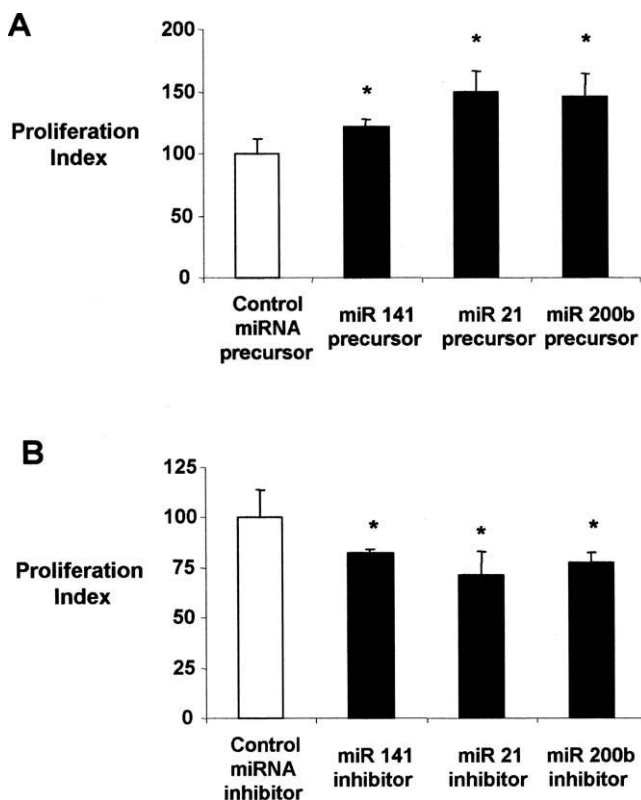 A
200
150
100
50
0
Proliferation
Index
*
*
*
Control
miRNA
precursor
miR 141
precursor
miR 21
precursor
miR 200b
precursor
B
125
100
75
50
25
0
Proliferation
Index
*
*
*
Control
miRNA
inhibitor
miR 141
inhibitor
miR 21
inhibitor
miR 200b
inhibitor